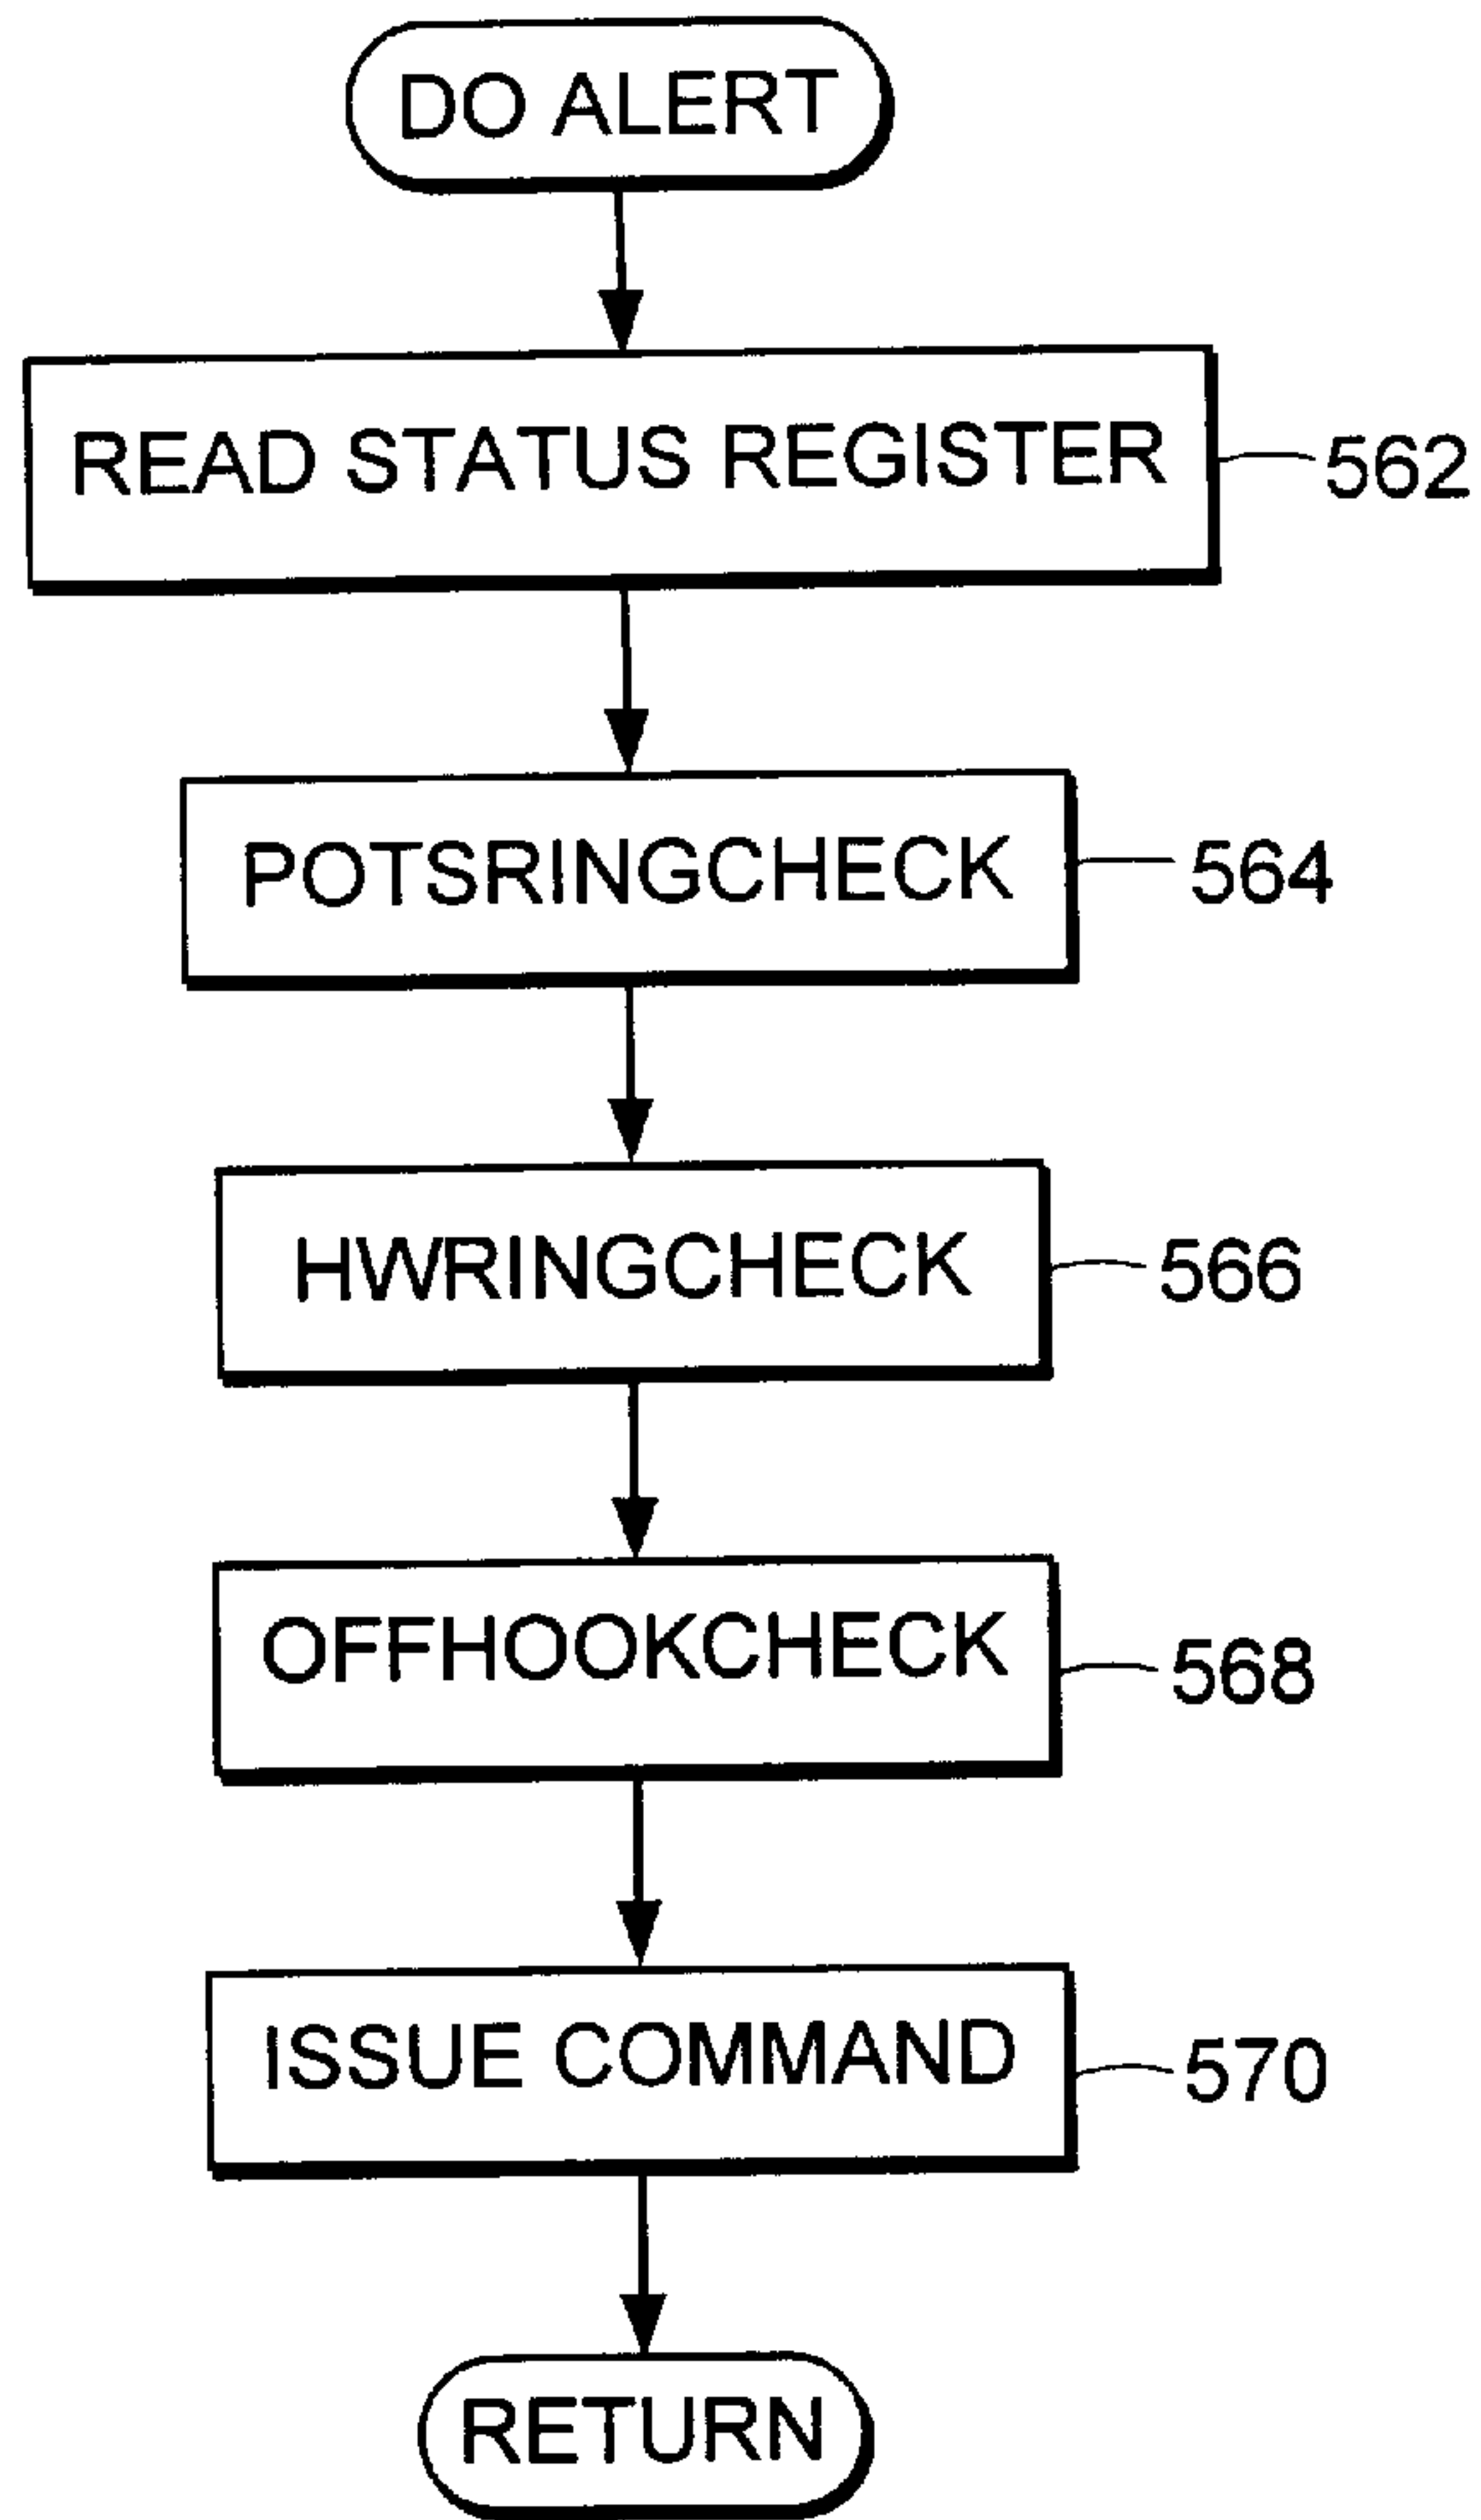 DO ALERT
READ STATUS REGISTER
562
POTSRINGCHECK
564
HWRINGCHECK
566
OFFHOOKCHECK
568
ISSUE COMMAND
570
RETURN